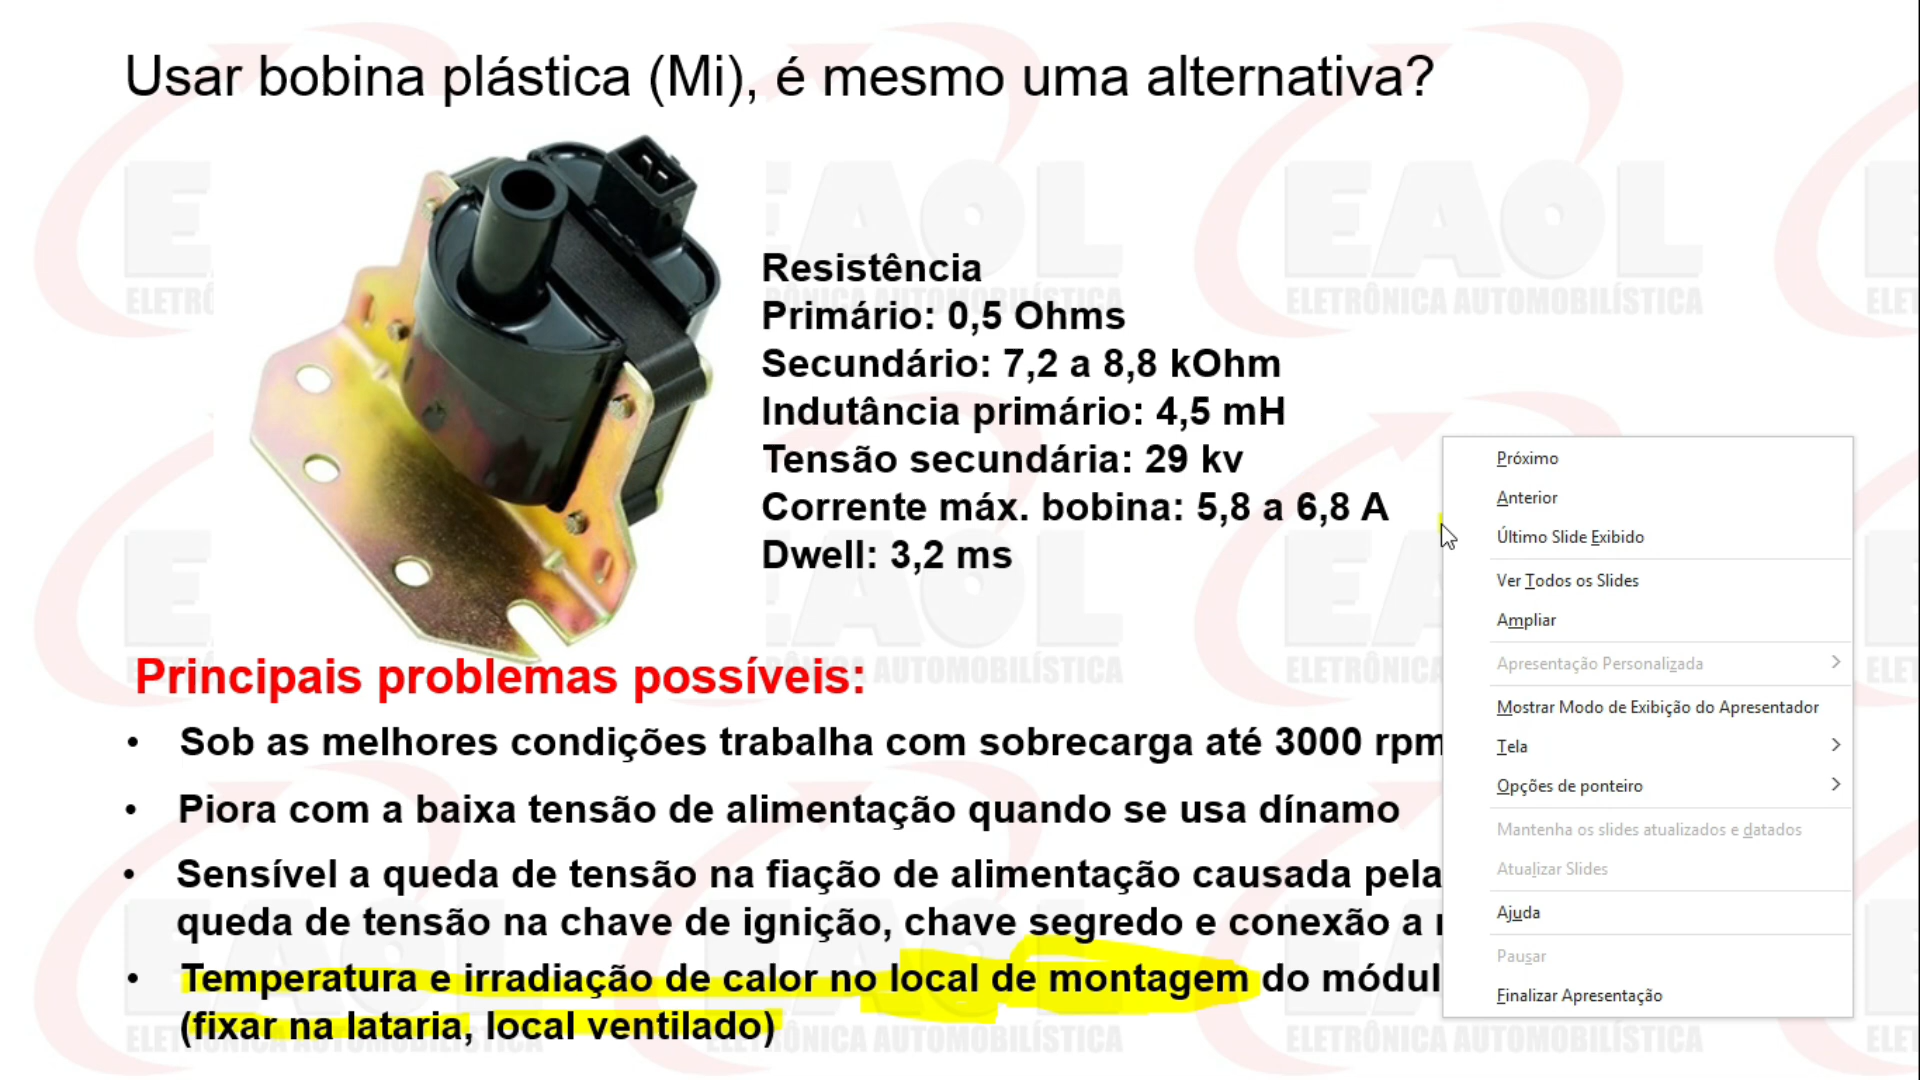 Usar bobina plástica (Mi), é mesmo uma alternativa?
EAOL
ELETRÔNICA AUTOMOBILÍSTICA
Resistência
Primário: 0,5 Ohms
Secundário: 7,2 a 8,8 kOhm
Indutância primário: 4,5 mH
Tensão secundária: 29 kv
Corrente máx. bobina: 5,8 a 6,8 A
Dwell: 3,2 ms
Principais problemas possíveis:
• Sob as melhores condições trabalha com sobrecarga até 3000 rpm
• Piora com a baixa tensão de alimentação quando se usa dínamo
• Sensível a queda de tensão na fiação de alimentação causada pela
queda de tensão na chave de ignição, chave segredo e conexão a
• Temperatura e irradiação de calor no local de montagem do módul
(fixar na lataria, local ventilado)
Próximo
Anterior
Último Slide Exibido
Ver Todos os Slides
Ampliar
Apresentação Personalizada
Mostrar Modo de Exibição do Apresentador
Tela
Opções de ponteiro
Mantenha os slides atualizados e datados
Atualizar Slides
Ajuda
Pausar
Finalizar Apresentação